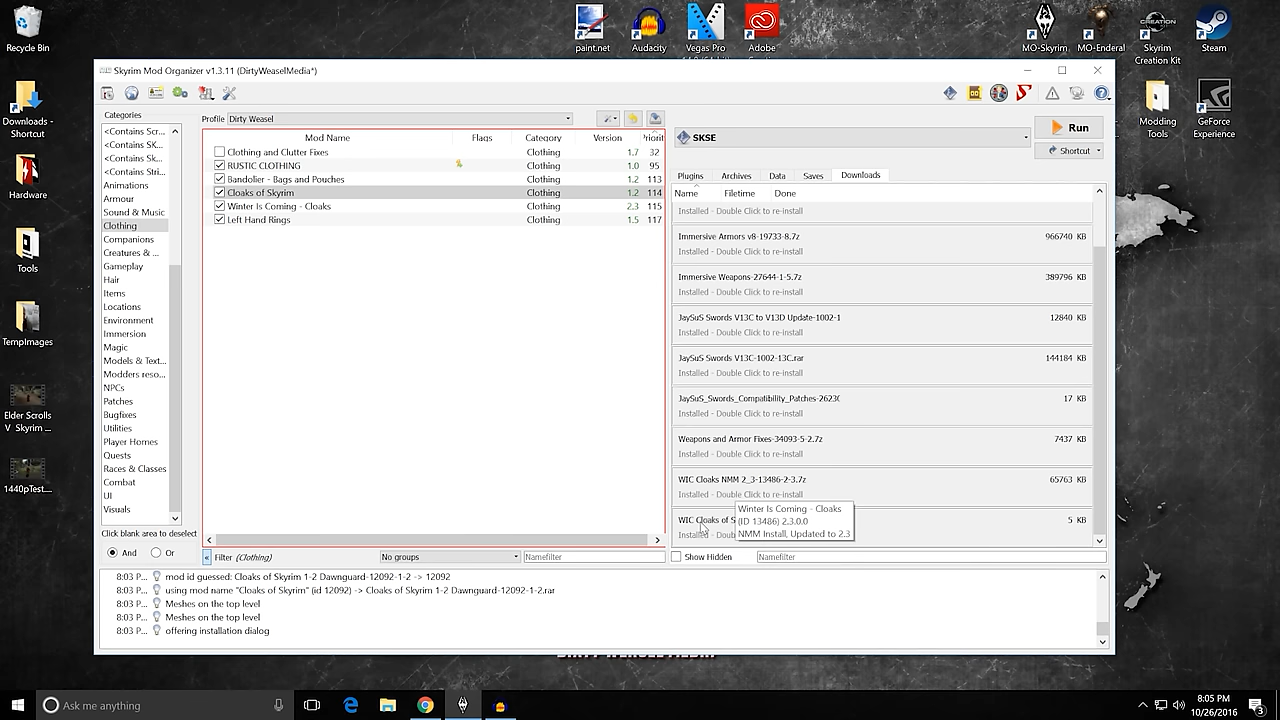 Recycle Bin
paint.net
Audacity
Vegas Pro
Adobe
MO-Skyrim
MO-Enderal
Skyrim
Creation Kit
Steam
Downloads -
Shortcut
Hardware
Tools
TempImages
Elder Scrolls
V Skyrim ...
1440pTest....
Modding
Tools
GeForce
Experience
Skyrim Mod Organizer v1.3.11 (DirtyWeaselMedia*)
Categories
<Contains Scr...
<Contains SK...
<Contains Sk...
<Contains Stri...
Animations
Armour
Sound & Music
Clothing
Companions
Creatures & ...
Gameplay
Hair
Items
Locations
Environment
Immersion
Magic
Models & Text...
Modders reso...
NPCs
Patches
Bugfixes
Utilities
Player Homes
Quests
Races & Classes
Combat
UI
Visuals
Click blank area to deselect
And Or
Profile Dirty Weasel
Mod Name Flags Category Version Priorit
Clothing and Clutter Fixes Clothing 1.7 32
RUSTIC CLOTHING Clothing 1.0 95
Bandolier - Bags and Pouches Clothing 1.2 113
Cloaks of Skyrim Clothing 1.2 114
Winter Is Coming - Cloaks Clothing 2.3 115
Left Hand Rings Clothing 1.5 117
« Filter (Clothing) No groups Namefilter
SKSE
Run
Shortcut
Plugins Archives Data Saves Downloads
Name Filetime Done
Installed - Double Click to re-install
Immersive Armors v8-19733-8.7z 966740 KB
Installed - Double Click to re-install
Immersive Weapons-27644-1-5.7z 389796 KB
Installed - Double Click to re-install
JaySuS Swords V13C to V13D Update-1002-1 12840 KB
Installed - Double Click to re-install
JaySuS Swords V13C-1002-13C.rar 144184 KB
Installed - Double Click to re-install
JaySuS_Swords_Compatibility_Patches-2623( 17 KB
Installed - Double Click to re-install
Weapons and Armor Fixes-34093-5-2.7z 7437 KB
Installed - Double Click to re-install
WIC Cloaks NMM 2_3-13486-2-3.7z 65763 KB
Installed - Double Click to re-install
WIC Cloaks of S 5 KB
Installed - Doub
Winter Is Coming - Cloaks
(ID 13486) 2.3.0.0
NMM Install, Updated to 2.3
Show Hidden Namefilter
8:03 P... mod id guessed: Cloaks of Skyrim 1-2 Dawnguard-12092-1-2 -> 12092
8:03 P... using mod name "Cloaks of Skyrim" (id 12092) -> Cloaks of Skyrim 1-2 Dawnguard-12092-1-2.rar
8:03 P... Meshes on the top level
8:03 P... Meshes on the top level
8:03 P... offering installation dialog
Ask me anything
8:05 PM
10/26/2016
3